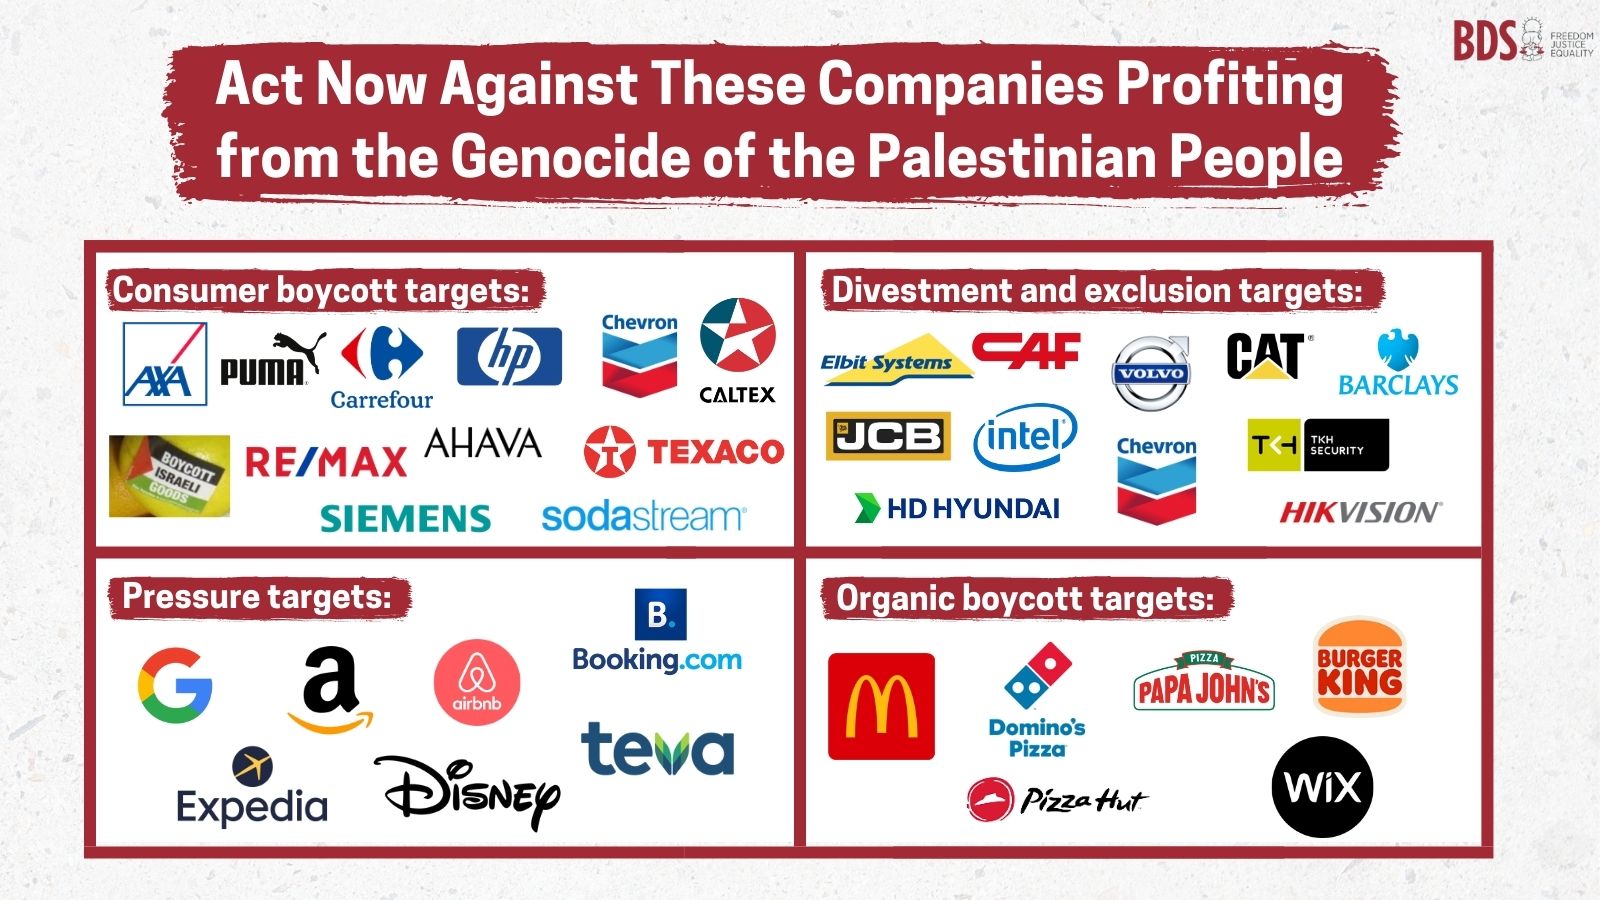 BDS
FREEDOM
JUSTICE
EQUALITY
Act Now Against These Companies Profiting
from the Genocide of the Palestinian People
Consumer boycott targets:
AXA
PUMA
Carrefour
hp
Chevron
CALTEX
BOYCOTT
ISRAELI
GOODS
RE/MAX
AHAVA
TEXACO
SIEMENS
sodastream
Divestment and exclusion targets:
Elbit Systems
CAF
VOLVO
CAT
BARCLAYS
JCB
intel
Chevron
TKH
TKH
SECURITY
HD HYUNDAI
HIKVISION
Pressure targets:
G
a
airbnb
B.
Booking.com
Expedia
Disney
teva
Organic boycott targets:
M
Domino's
Pizza
PIZZA
PAPA JOHN'S
BURGER
KING
Pizza Hut
WiX